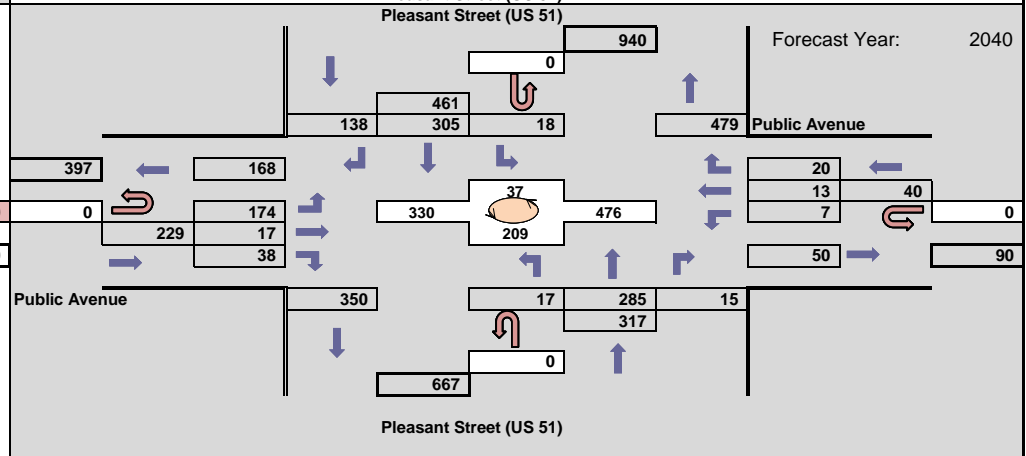 Pleasant Street (US 51)
940
Forecast Year: 2040
0
461
138 305 18 479 Public Avenue
397 168 20
37 13 40
0 174 330 476 7 0
229 17 209
38 50 90
Public Avenue 350 17 285 15
317
0
667
Pleasant Street (US 51)